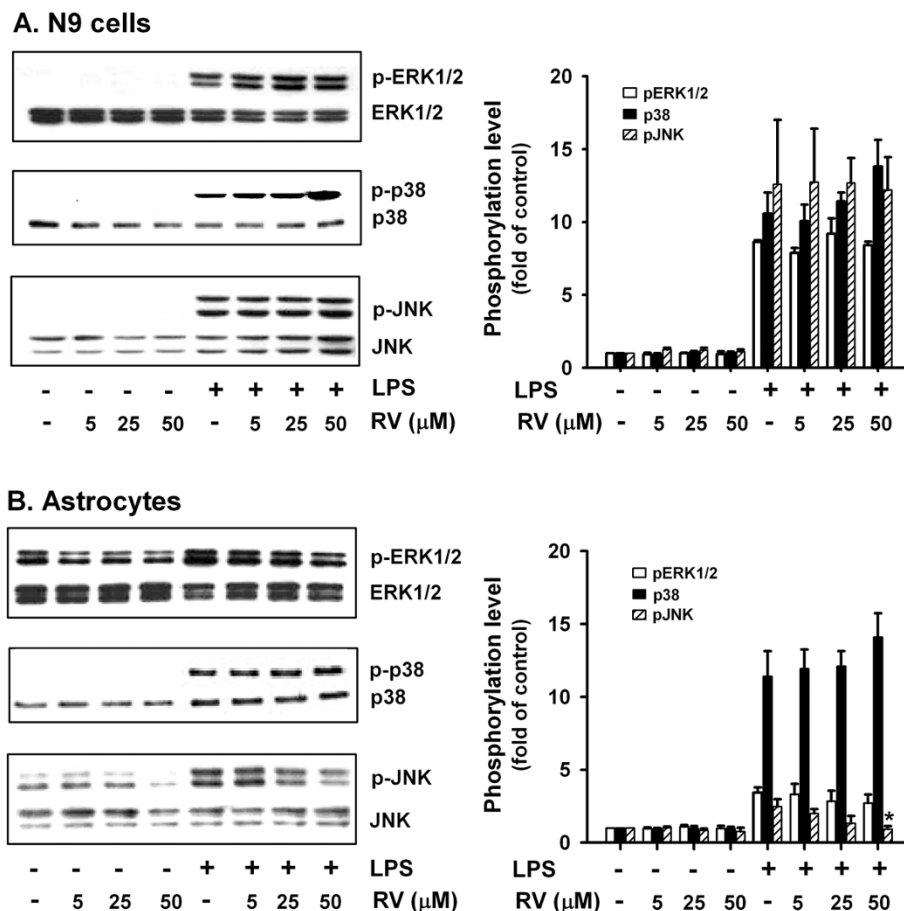 A. N9 cells
p-ERK1/2
ERK1/2
p-p38
p38
p-JNK
JNK
- - - - + + + + LPS
- 5 25 50 - 5 25 50 RV (μM)
20
15
10
5
0
Phosphorylation level
(fold of control)
pERK1/2
p38
pJNK
LPS - - - - + + + +
RV (μM) - 5 25 50 - 5 25 50
B. Astrocytes
p-ERK1/2
ERK1/2
p-p38
p38
p-JNK
JNK
- - - - + + + + LPS
- 5 25 50 - 5 25 50 RV (μM)
20
15
10
5
0
Phosphorylation level
(fold of control)
pERK1/2
p38
pJNK
*
LPS - - - - + + + +
RV (μM) - 5 25 50 - 5 25 50